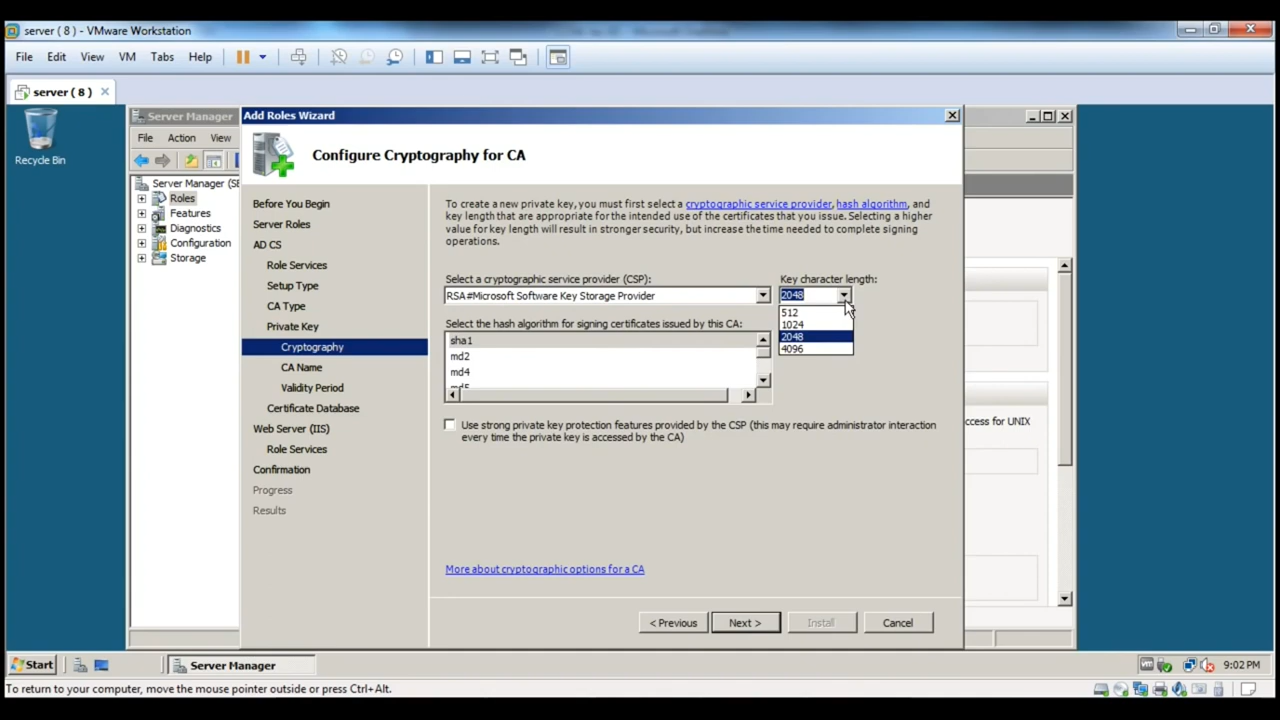 server ( 8 ) - VMware Workstation
File Edit View VM Tabs Help
server ( 8 )
Recycle Bin
Server Manager
File Action View
Server Manager (SE
Roles
Features
Diagnostics
Configuration
Storage
Add Roles Wizard
Configure Cryptography for CA
Before You Begin
Server Roles
AD CS
Role Services
Setup Type
CA Type
Private Key
Cryptography
CA Name
Validity Period
Certificate Database
Web Server (IIS)
Role Services
Confirmation
Progress
Results
To create a new private key, you must first select a cryptographic service provider, hash algorithm, and
key length that are appropriate for the intended use of the certificates that you issue. Selecting a higher
value for key length will result in stronger security, but increase the time needed to complete signing
operations.
Select a cryptographic service provider (CSP):
RSA#Microsoft Software Key Storage Provider
Key character length:
2048
512
1024
2048
4096
Select the hash algorithm for signing certificates issued by this CA:
sha1
md2
md4
md5
Use strong private key protection features provided by the CSP (this may require administrator interaction
every time the private key is accessed by the CA)
More about cryptographic options for a CA
< Previous Next > Install Cancel
ccess for UNIX
Start
Server Manager
9:02 PM
To return to your computer, move the mouse pointer outside or press Ctrl+Alt.